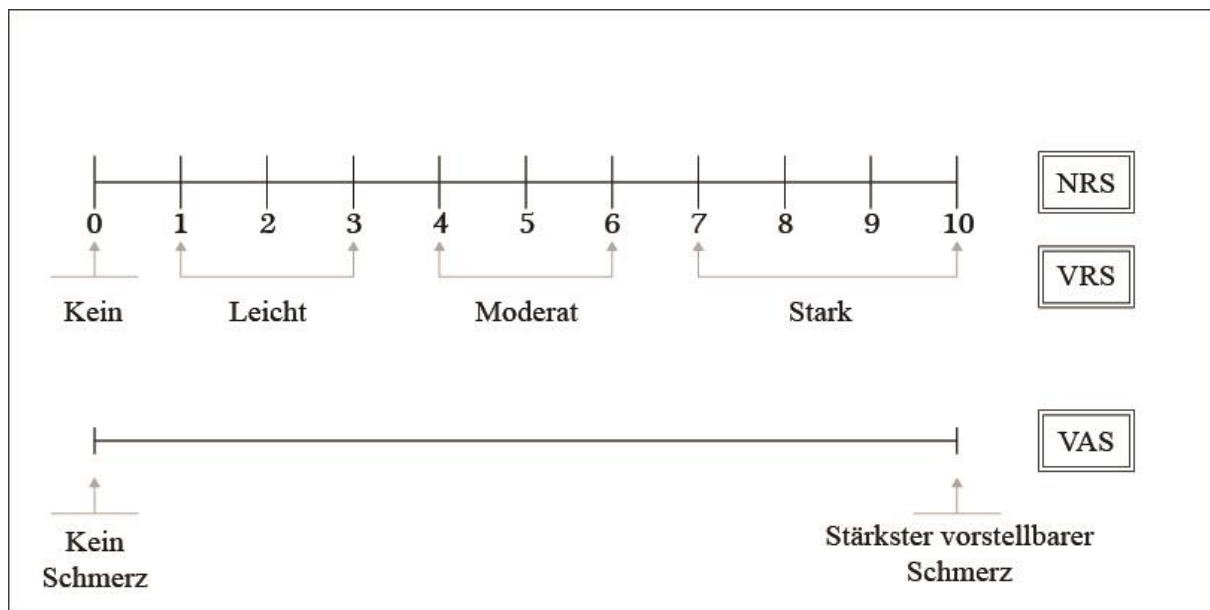 0 1 2 3 4 5 6 7 8 9 10
NRS
Kein Leicht Moderat Stark
VRS
VAS
Kein
Schmerz
Stärkster vorstellbarer
Schmerz